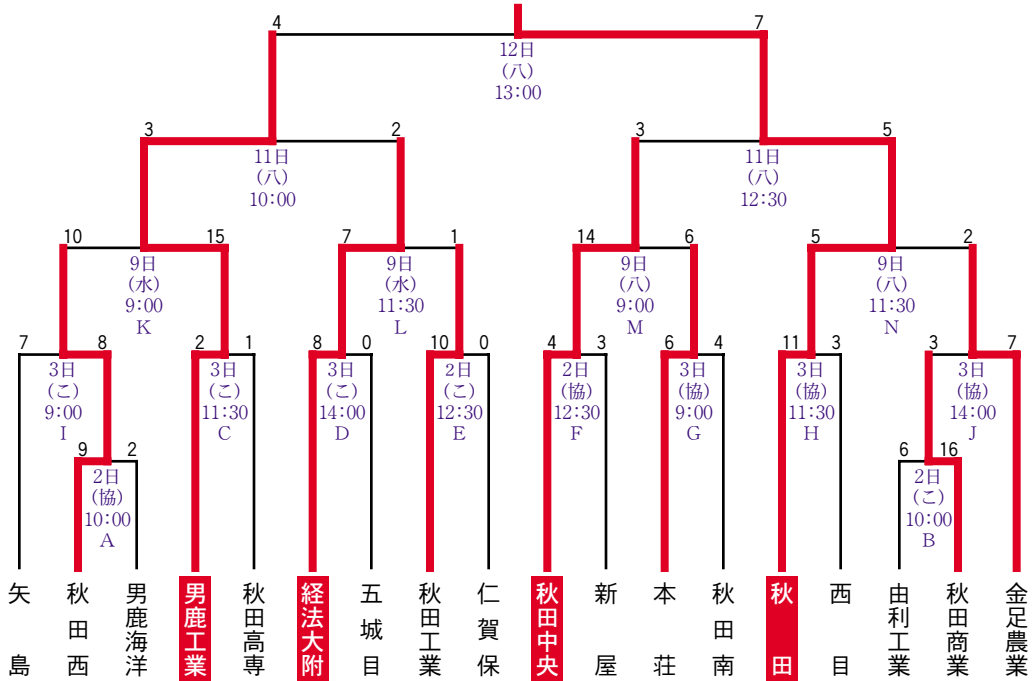 4 7
12日
(八)
13:00
3 2 3 5
11日
(八)
10:00
11日
(八)
12:30
10 15 7 1 14 6 5 2
9日
(水)
9:00
K
9日
(水)
11:30
L
9日
(八)
9:00
M
9日
(八)
11:30
N
7 8 2 1 8 0 10 0 4 3 6 4 11 3 3 7
3日
(こ)
9:00
I
3日
(こ)
11:30
C
3日
(こ)
14:00
D
2日
(こ)
12:30
E
2日
(協)
12:30
F
3日
(協)
9:00
G
3日
(協)
11:30
H
3日
(協)
14:00
J
9 2 6 16
2日
(協)
10:00
A
2日
(こ)
10:00
B
矢島
秋田西
男鹿海洋
男鹿工業
秋田高専
経法大附
五城目
秋田工業
仁賀保
秋田中央
新屋
本荘
秋田南
秋田
西目
由利工業
秋田商業
金足農業